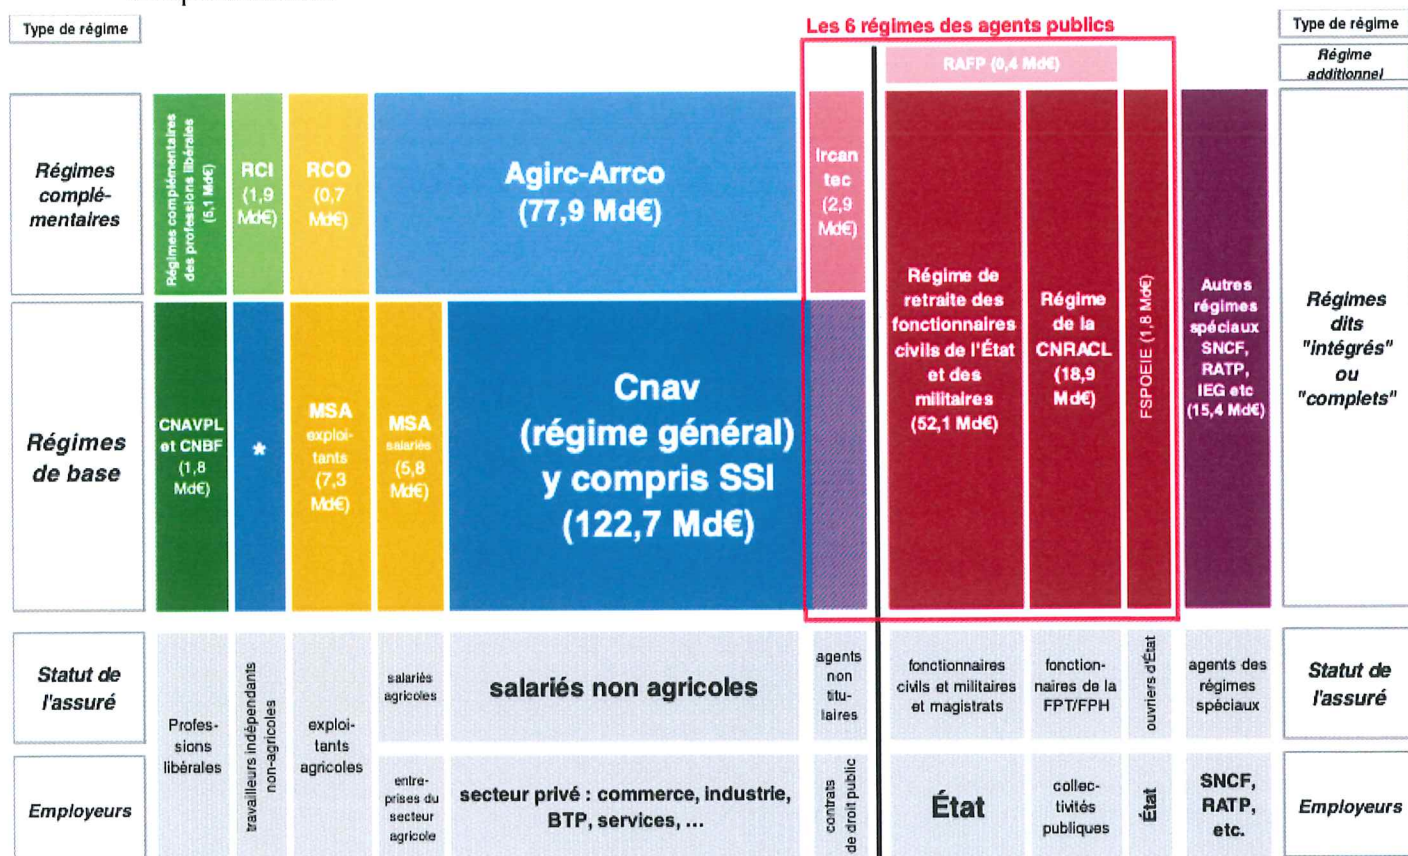 Type de régime
Les 6 régimes des agents publics
Type de régime
RAFP (0,4 Md€)
Régime
additionnel
Régimes
complé-
mentaires
Régimes complémentaires
des professions libérales
(5,1 Md€)
RCI
(1,9
Md€)
RCO
(0,7
Md€)
Agirc-Arrco
(77,9 Md€)
Ircan
tec
(2,9
Md€)
Régime de
retraite des
fonctionnaires
civils de l'État
et des
militaires
(52,1 Md€)
Régime
de la
CNRACL
(18,9
Md€)
FSPOEIE (1,8 Md€)
Autres
régimes
spéciaux
SNCF,
RATP,
IEG etc
(15,4 Md€)
Régimes
dits
"intégrés"
ou
"complets"
Régimes
de base
CNAVPL
et CNBF
(1,8
Md€)
*
MSA
exploi-
tants
(7,3
Md€)
MSA
salariés
(5,8
Md€)
Cnav
(régime général)
y compris SSI
(122,7 Md€)
Statut de
l'assuré
Profes-
sions
libérales
travailleurs indépendants
non-agricoles
exploi-
tants
agricoles
salariés
agricoles
salariés non agricoles
agents
non
titu-
laires
fonctionnaires
civils et militaires
et magistrats
fonction-
naires de la
FPT/FPH
ouvriers d'État
agents des
régimes
spéciaux
Statut de
l'assuré
Employeurs
entre-
prises du
secteur
agricole
secteur privé : commerce, industrie,
BTP, services, ...
contrats
de droit public
État
collec-
tivités
publiques
État
SNCF,
RATP,
etc.
Employeurs